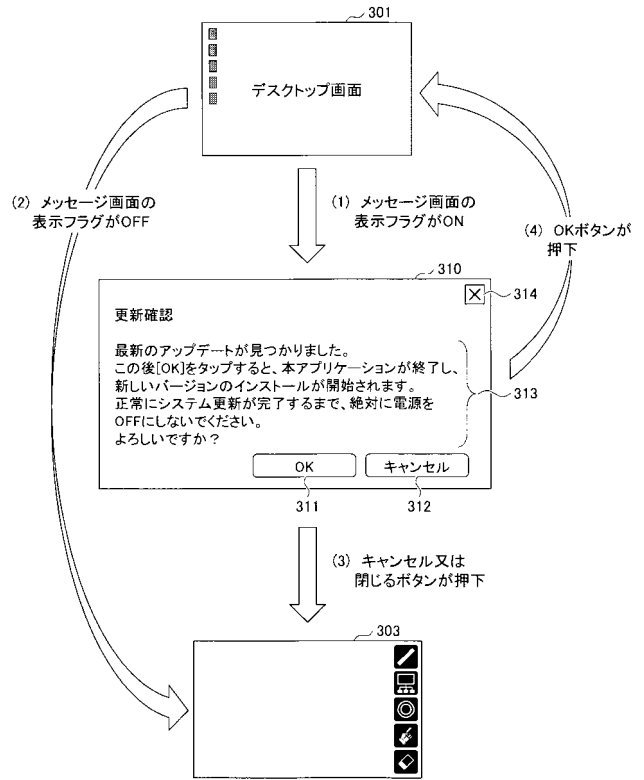 301
デスクトップ画面
(2) メッセージ画面の
表示フラグがOFF
(1) メッセージ画面の
表示フラグがON
(4) OKボタンが
押下
310
314
更新確認
最新のアップデートが見つかりました。
この後[OK]をタップすると、本アプリケーションが終了し、
新しいバージョンのインストールが開始されます。
正常にシステム更新が完了するまで、絶対に電源を
OFFにしないでください。
よろしいですか？
313
OK
キャンセル
311
312
(3) キャンセル又は
閉じるボタンが押下
303